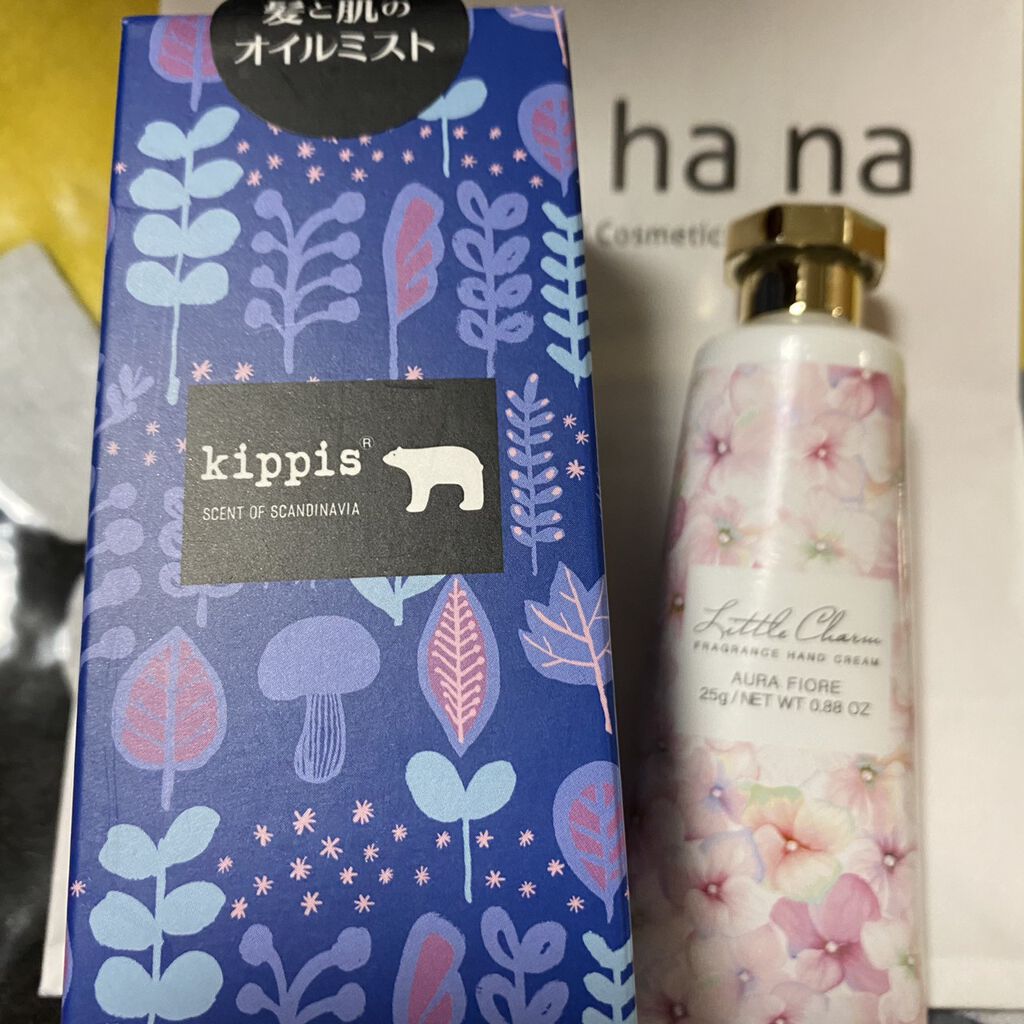 髪と肌の
オイルミスト
kippis®
SCENT OF SCANDINAVIA
ha na
Cosmetic
Little Charm
FRAGRANCE HAND CREAM
AURA FIORE
25g/NET WT 0.88 OZ